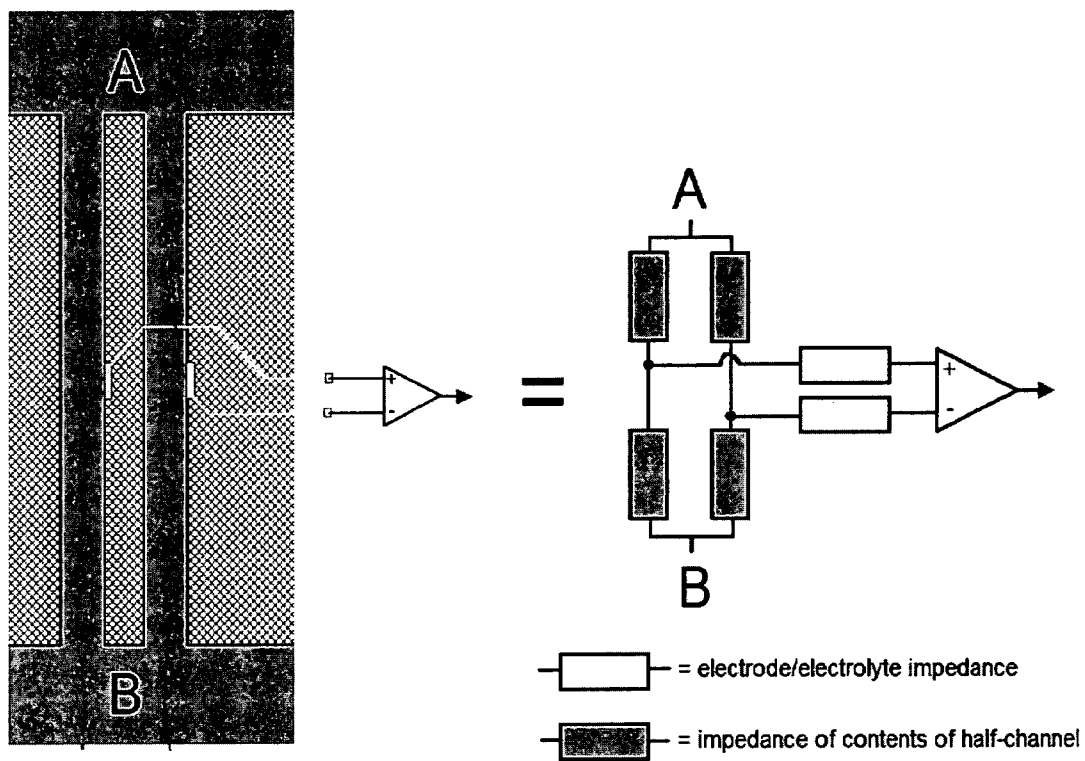 A
A
+
-
=
+
-
B
B
= electrode/electrolyte impedance
= impedance of contents of half-channel